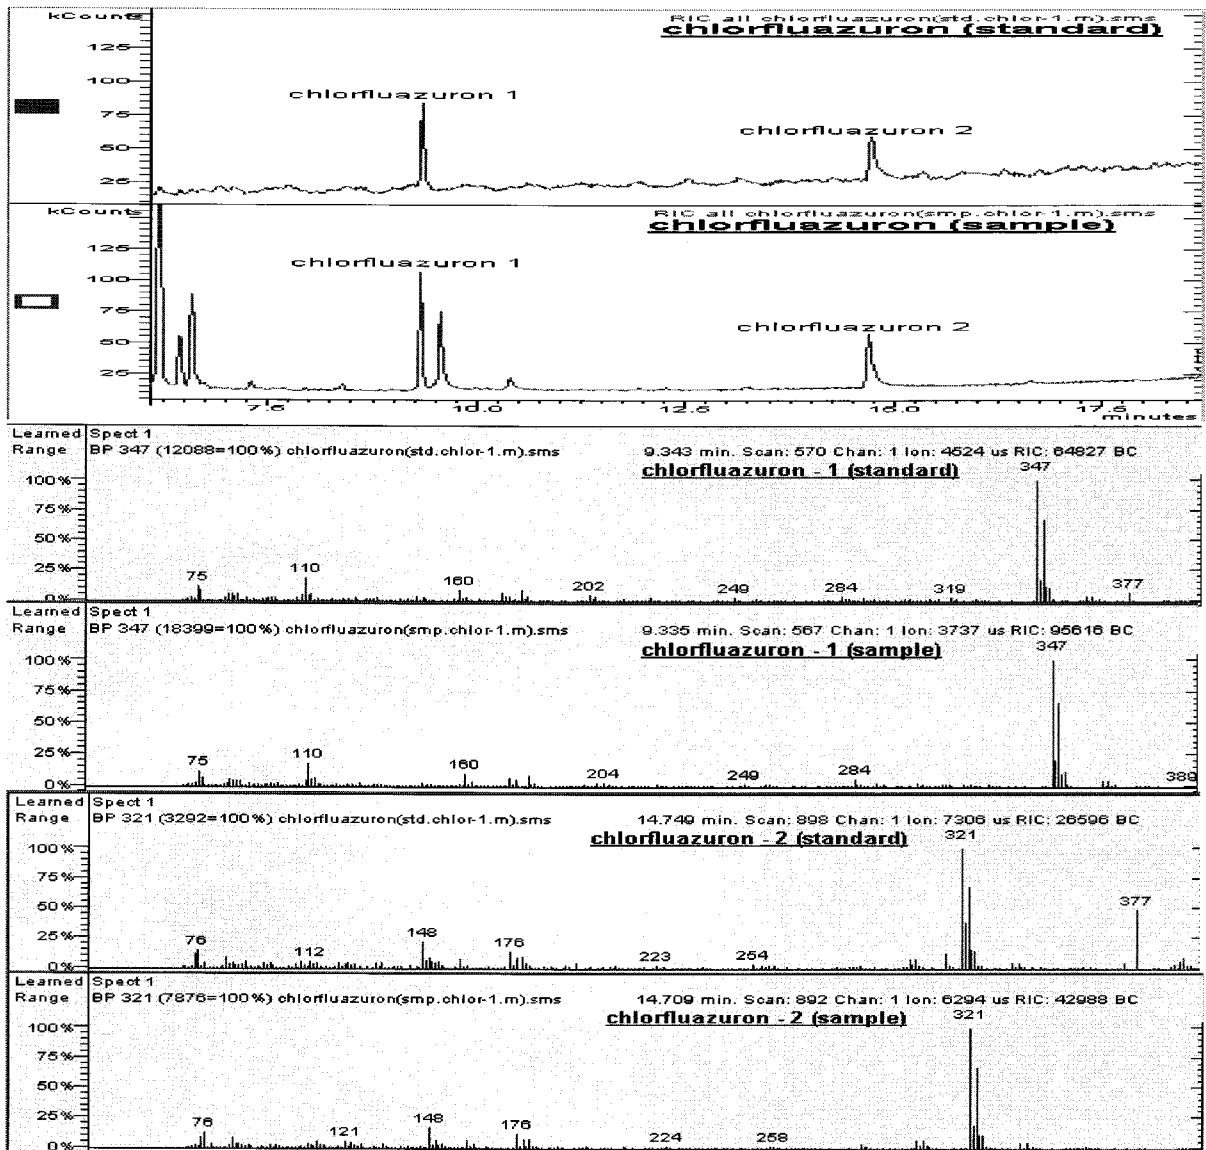 kCounts
RIC all chlorfluazuron(std.chlor-1.m).sms
chlorfluazuron (standard)
125
100
chlorfluazuron 1
75
chlorfluazuron 2
50
25
kCounts
RIC all chlorfluazuron(smp.chlor-1.m).sms
chlorfluazuron (sample)
125
chlorfluazuron 1
100
75
chlorfluazuron 2
50
25
7.5 10.0 12.5 15.0 17.5
minutes
Learned Spect 1
Range BP 347 (12088=100%) chlorfluazuron(std.chlor-1.m).sms 9.343 min. Scan: 570 Chan: 1 Ion: 4524 us RIC: 64827 BC
chlorfluazuron - 1 (standard) 347
100%
75%
50%
25%
75 110 160 202 249 284 319 377
0%
Learned Spect 1
Range BP 347 (18399=100%) chlorfluazuron(smp.chlor-1.m).sms 9.335 min. Scan: 567 Chan: 1 Ion: 3737 us RIC: 95616 BC
chlorfluazuron - 1 (sample) 347
100%
75%
50%
25%
75 110 160 204 249 284 389
0%
Learned Spect 1
Range BP 321 (3292=100%) chlorfluazuron(std.chlor-1.m).sms 14.749 min. Scan: 898 Chan: 1 Ion: 7306 us RIC: 26596 BC
chlorfluazuron - 2 (standard) 321
100%
75%
50%
377
25%
76 112 148 176 223 254
0%
Learned Spect 1
Range BP 321 (7876=100%) chlorfluazuron(smp.chlor-1.m).sms 14.709 min. Scan: 892 Chan: 1 Ion: 6294 us RIC: 42988 BC
chlorfluazuron - 2 (sample) 321
100%
75%
50%
25%
76 121 148 176 224 258
0%